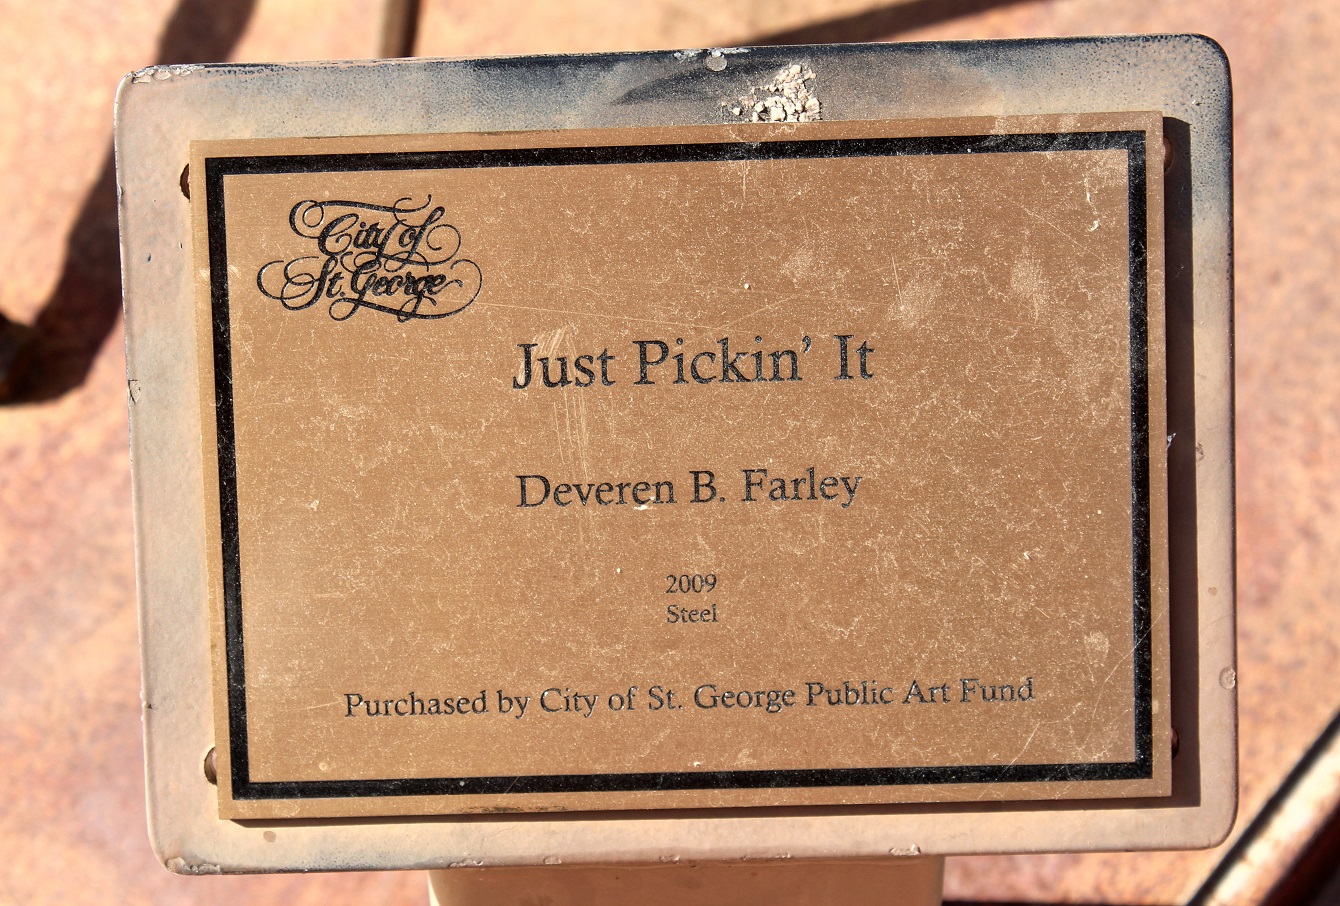 City of
St. George
Just Pickin’ It
Deveren B. Farley
2009
Steel
Purchased by City of St. George Public Art Fund